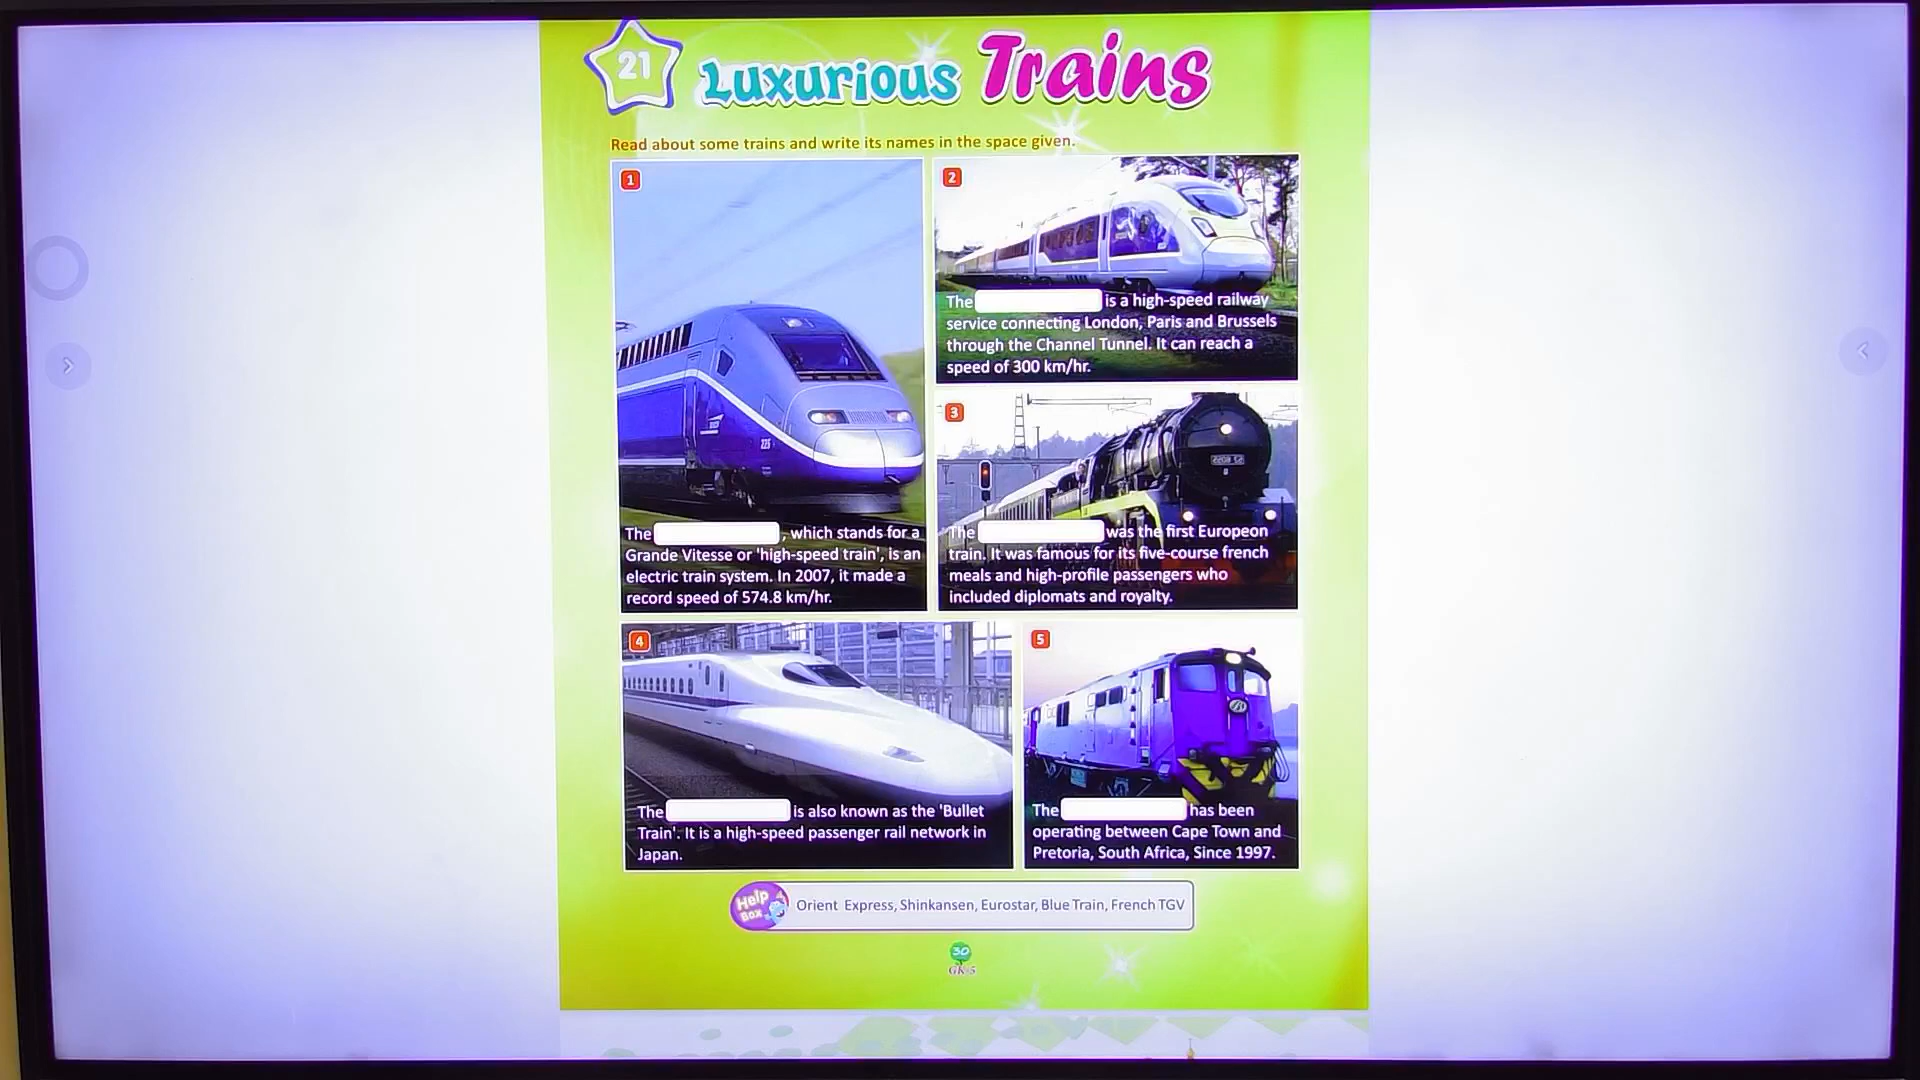 21
Luxurious Trains
Read about some trains and write its names in the space given.
1
The , which stands for a
Grande Vitesse or 'high-speed train', is an
electric train system. In 2007, it made a
record speed of 574.8 km/hr.
2
The is a high-speed railway
service connecting London, Paris and Brussels
through the Channel Tunnel. It can reach a
speed of 300 km/hr.
3
The was the first Europeon
train. It was famous for its five-course french
meals and high-profile passengers who
included diplomats and royalty.
4
The is also known as the 'Bullet
Train'. It is a high-speed passenger rail network in
Japan.
5
The has been
operating between Cape Town and
Pretoria, South Africa, Since 1997.
Help
Box
Orient Express, Shinkansen, Eurostar, Blue Train, French TGV
30
GK-5